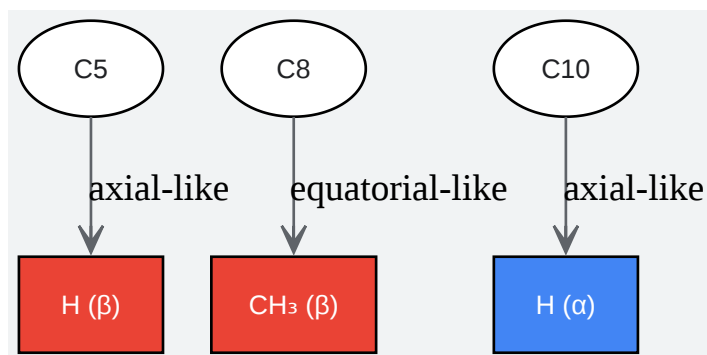 C5
C8
C10
axial-like
equatorial-like
axial-like
H (β)
CH₃ (β)
H (α)